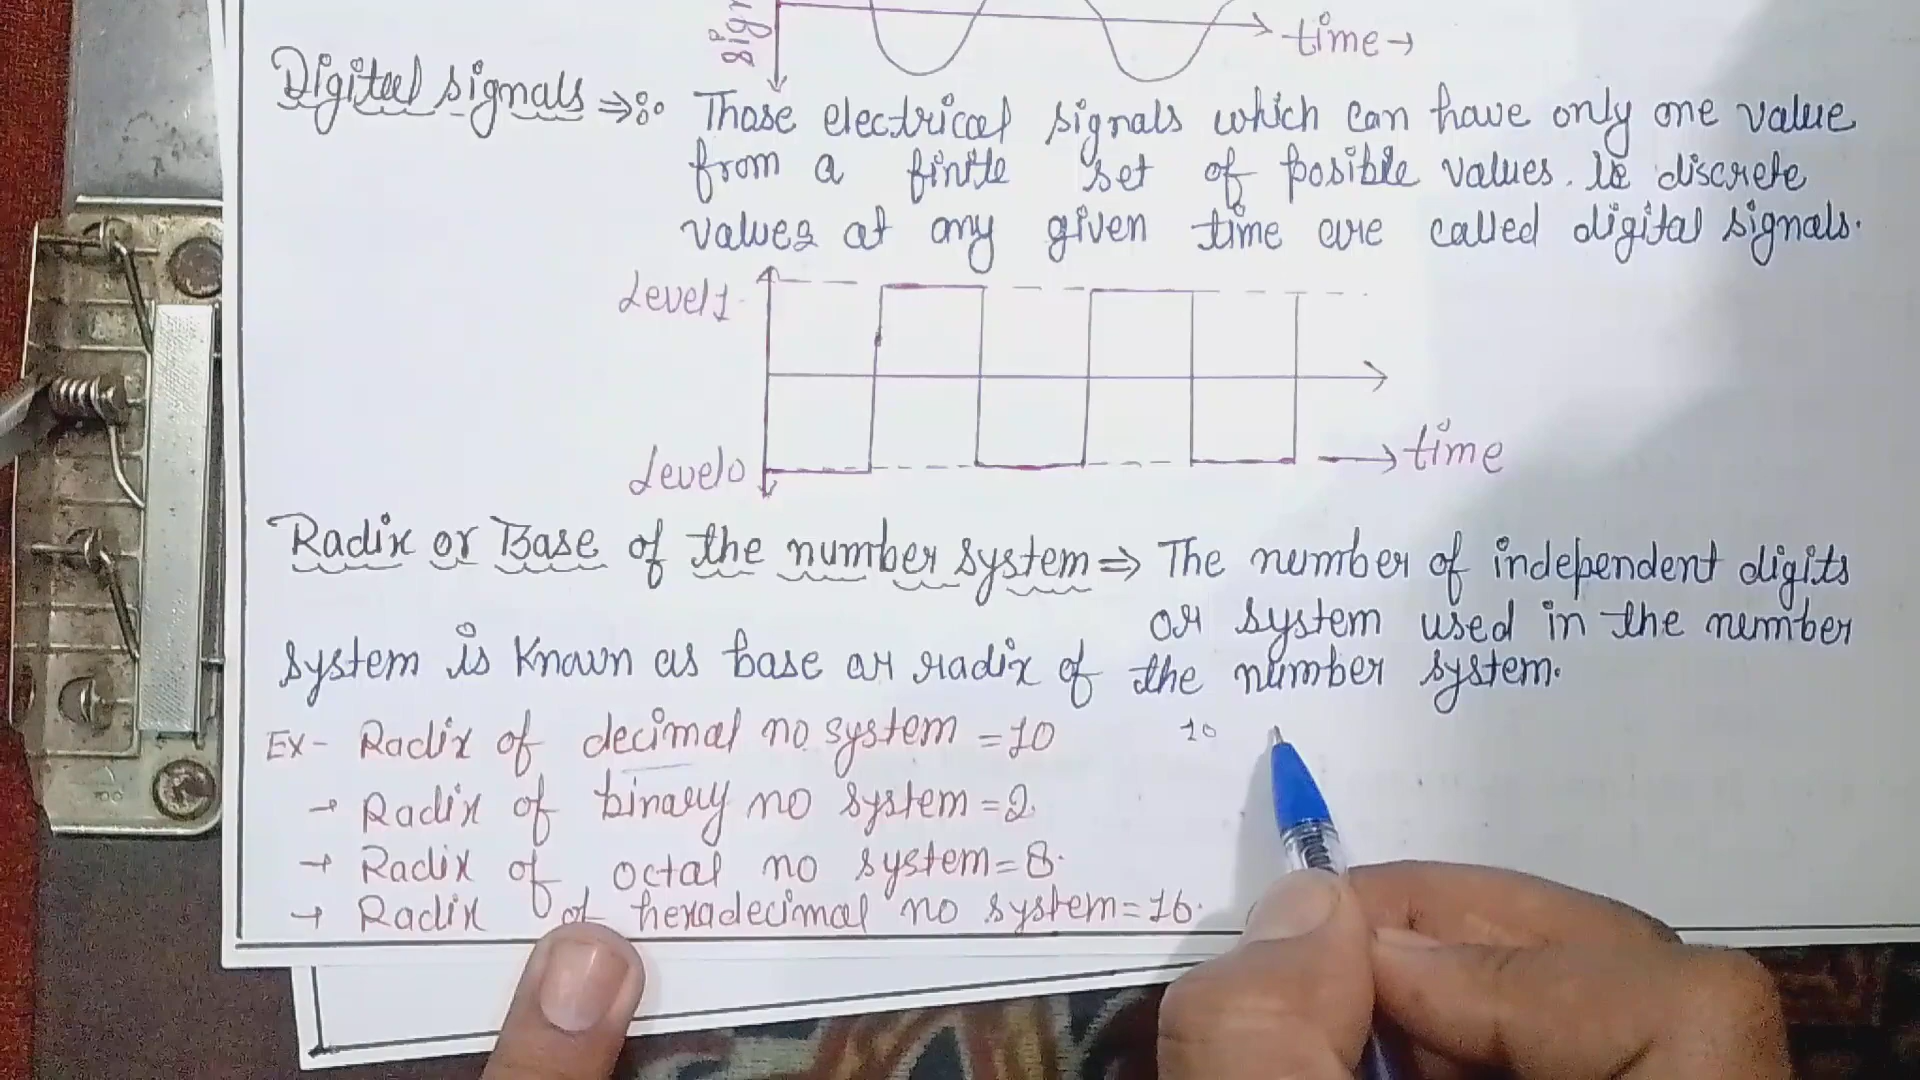 time →
Digital signals ⇒:o Those electrical signals which can have only one value
from a finite set of posible values. ie discrete
values at any given time are called digital signals.
Level1
Level0
→ time
Radix or Base of the number system ⇒ The number of independent digits
or system used in the number
system is known as base or radix of the number system.
Ex- Radix of decimal no system = 10
10
→ Radix of binary no system = 2.
→ Radix of octal no system = 8.
→ Radix of hexadecimal no system = 16.